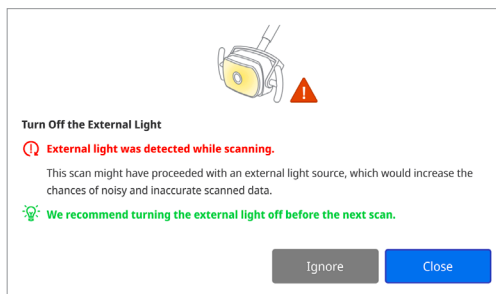 Turn Off the External Light
External light was detected while scanning.
This scan might have proceeded with an external light source, which would increase the
chances of noisy and inaccurate scanned data.
We recommend turning the external light off before the next scan.
Ignore
Close